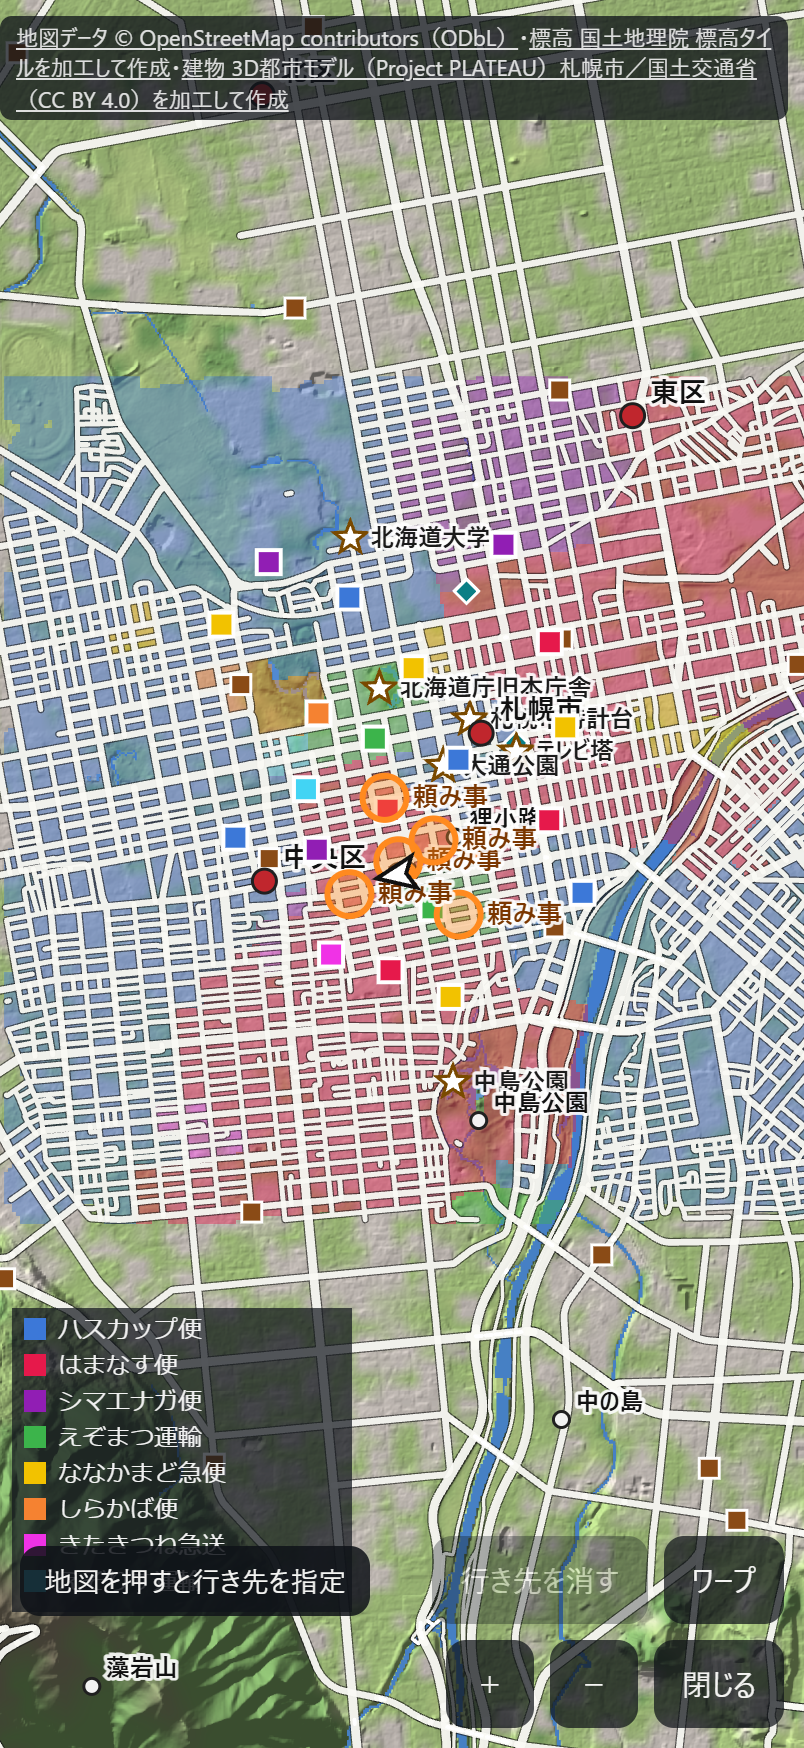 地図データ © OpenStreetMap contributors（ODbL）・標高 国土地理院 標高タイ
ルを加工して作成・建物 3D都市モデル（Project PLATEAU）札幌市／国土交通省
（CC BY 4.0）を加工して作成
東区
北海道大学
北海道庁旧本庁舎
札幌市
時計台
テレビ塔
大通公園
頼み事
狸小路
頼み事
頼み事
中央区
頼み事
頼み事
中島公園
中島公園
ハスカップ便
はまなす便
シマエナガ便
えぞまつ運輸
ななかまど急便
しらかば便
きたきつね急送
中の島
地図を押すと行き先を指定
行き先を消す
ワープ
藻岩山
＋
－
閉じる